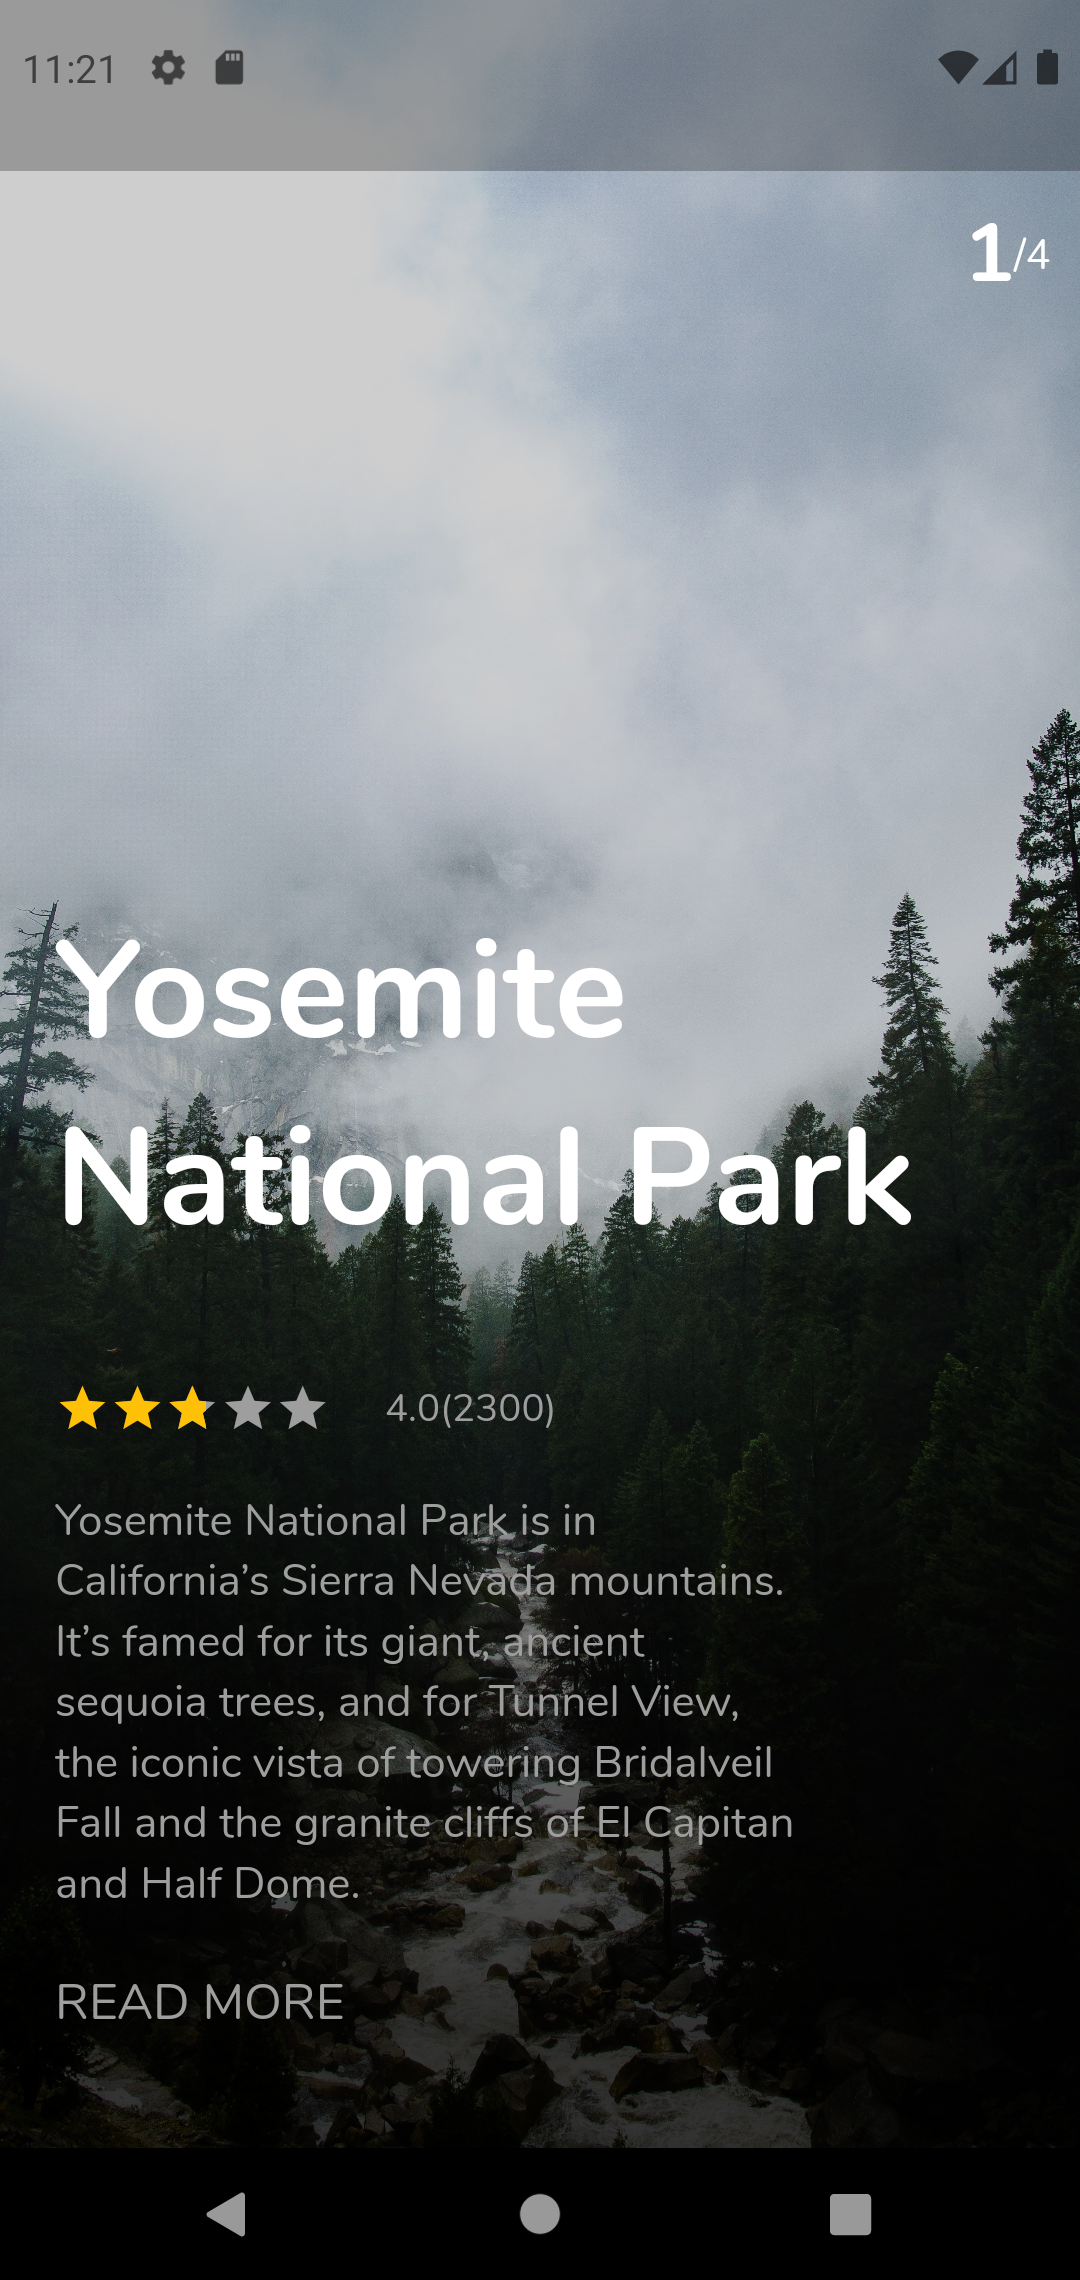 11:21
1/4
Yosemite
National Park
4.0(2300)
Yosemite National Park is in
California’s Sierra Nevada mountains.
It’s famed for its giant, ancient
sequoia trees, and for Tunnel View,
the iconic vista of towering Bridalveil
Fall and the granite cliffs of El Capitan
and Half Dome.
READ MORE